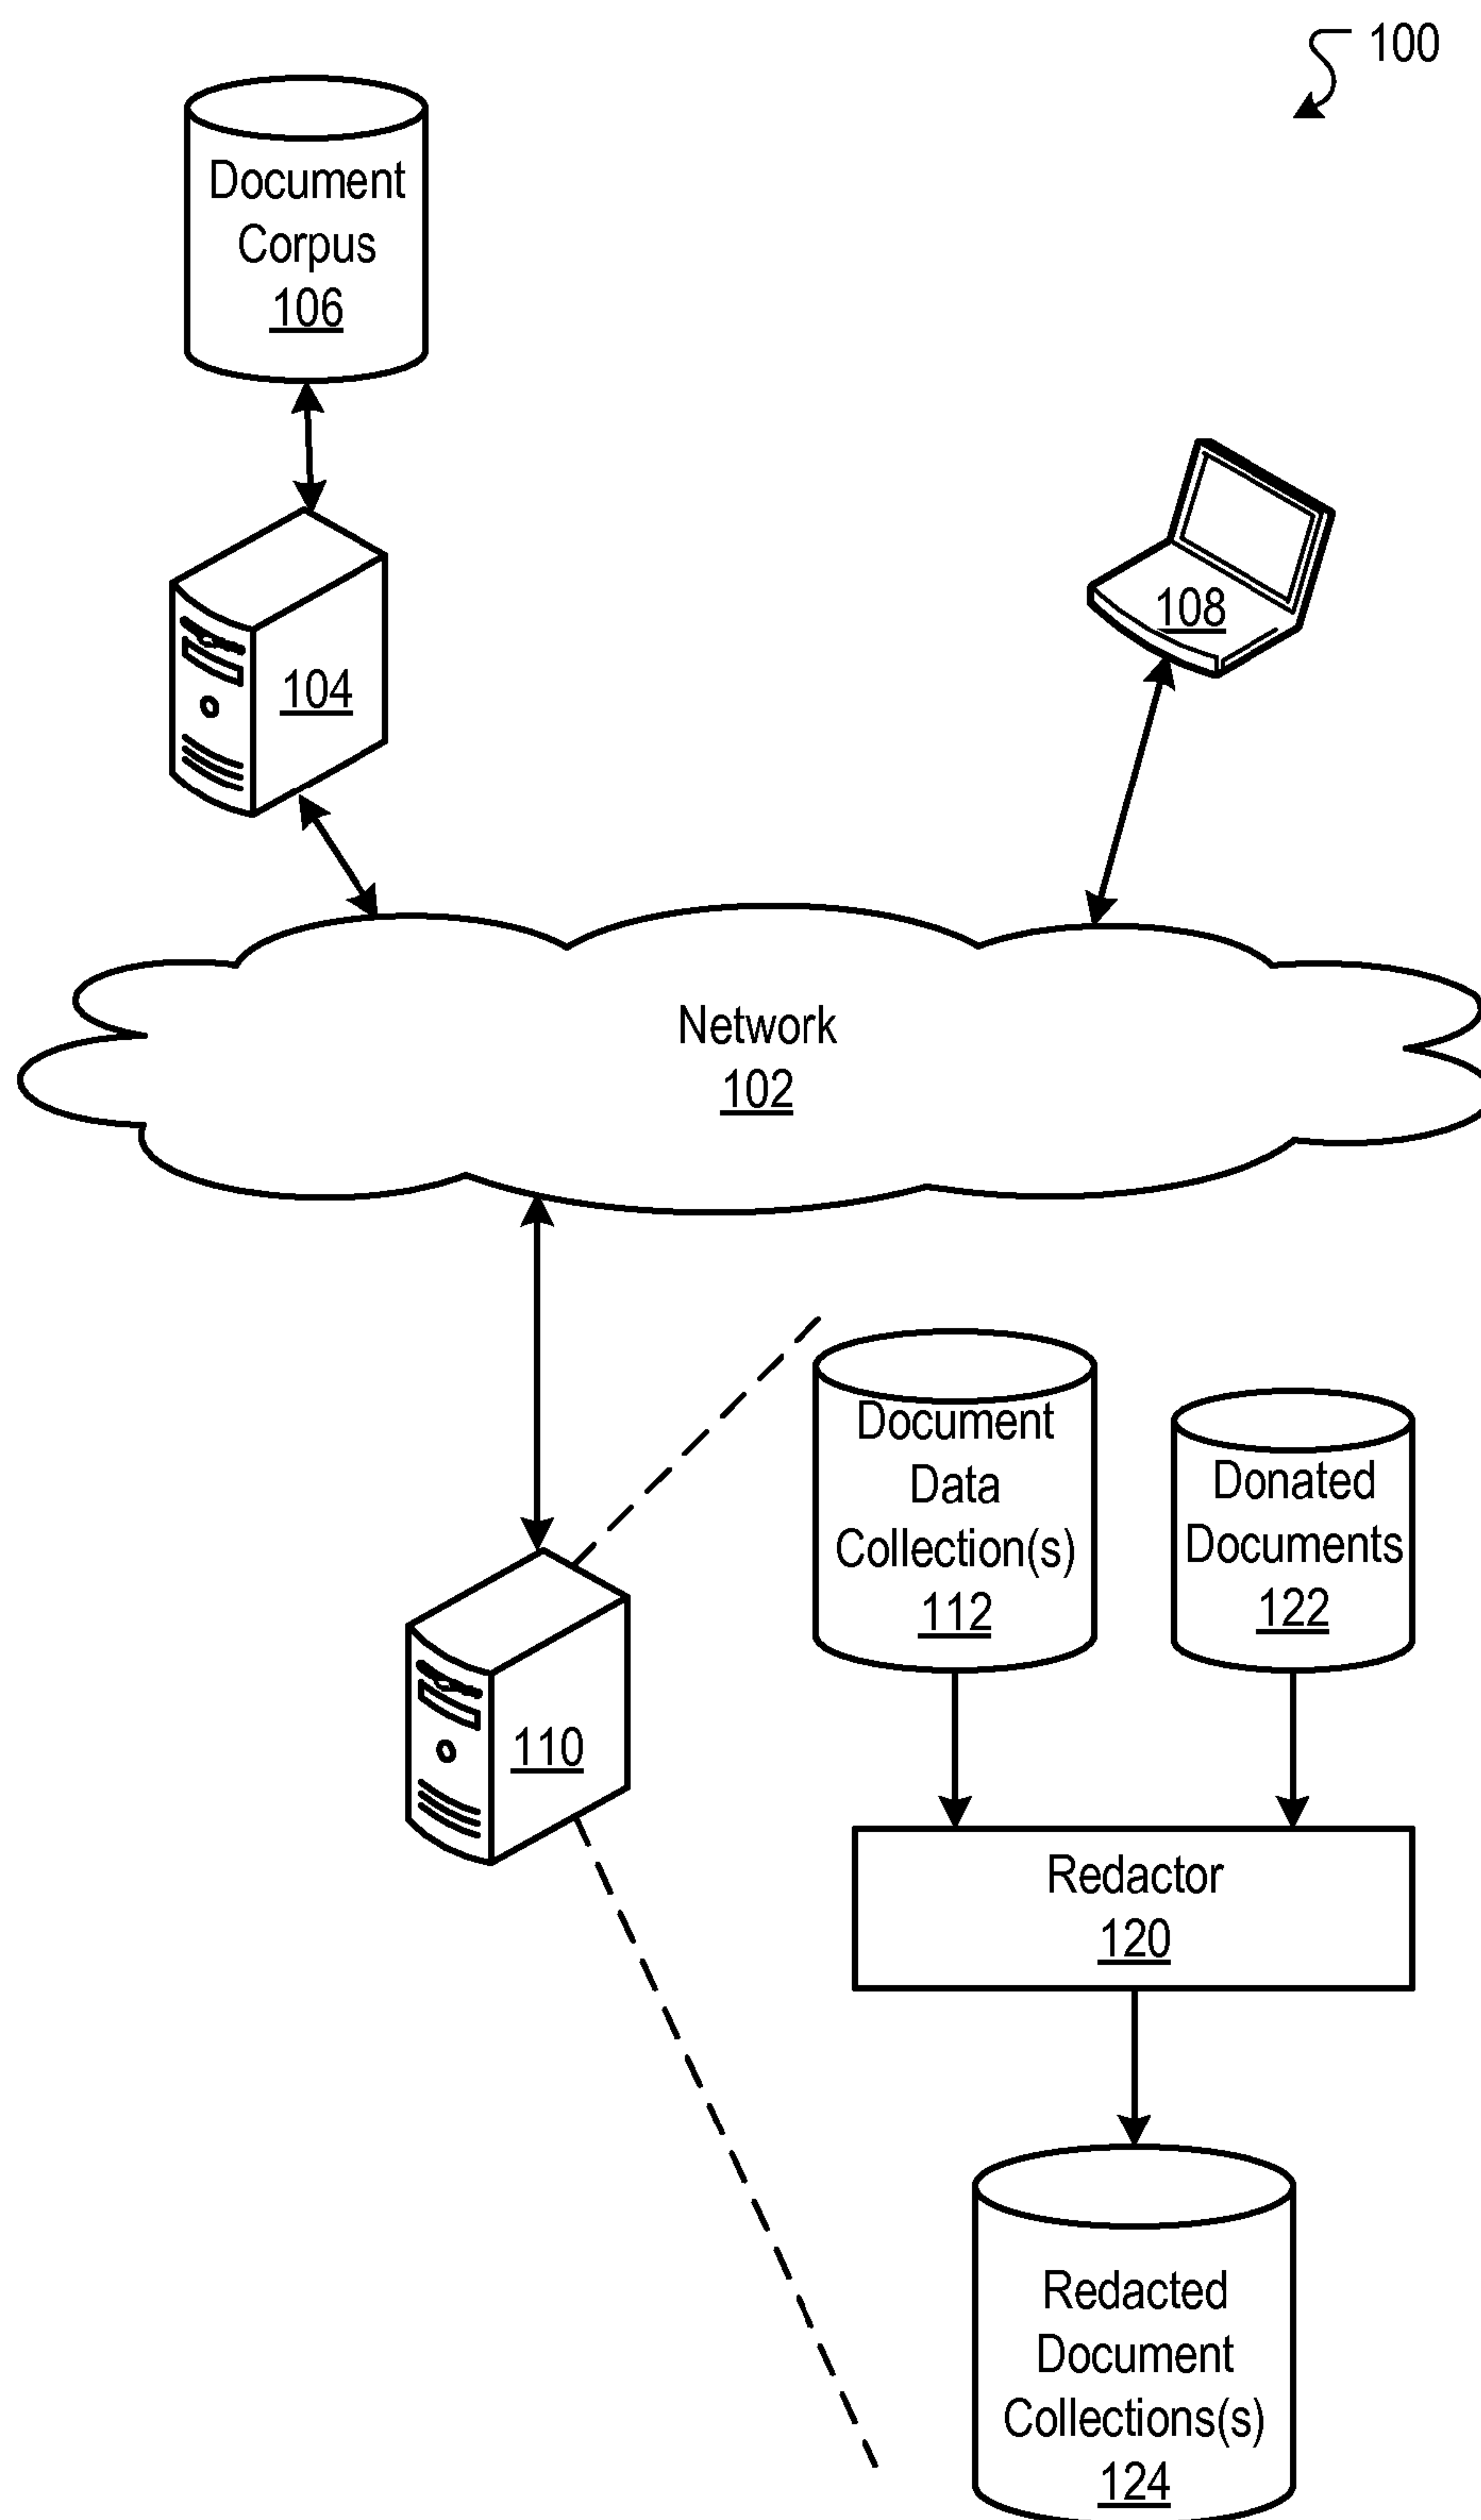 100
Document
Corpus
106
104
108
Network
102
Document
Data
Collection(s)
112
Donated
Documents
122
110
Redactor
120
Redacted
Document
Collections(s)
124